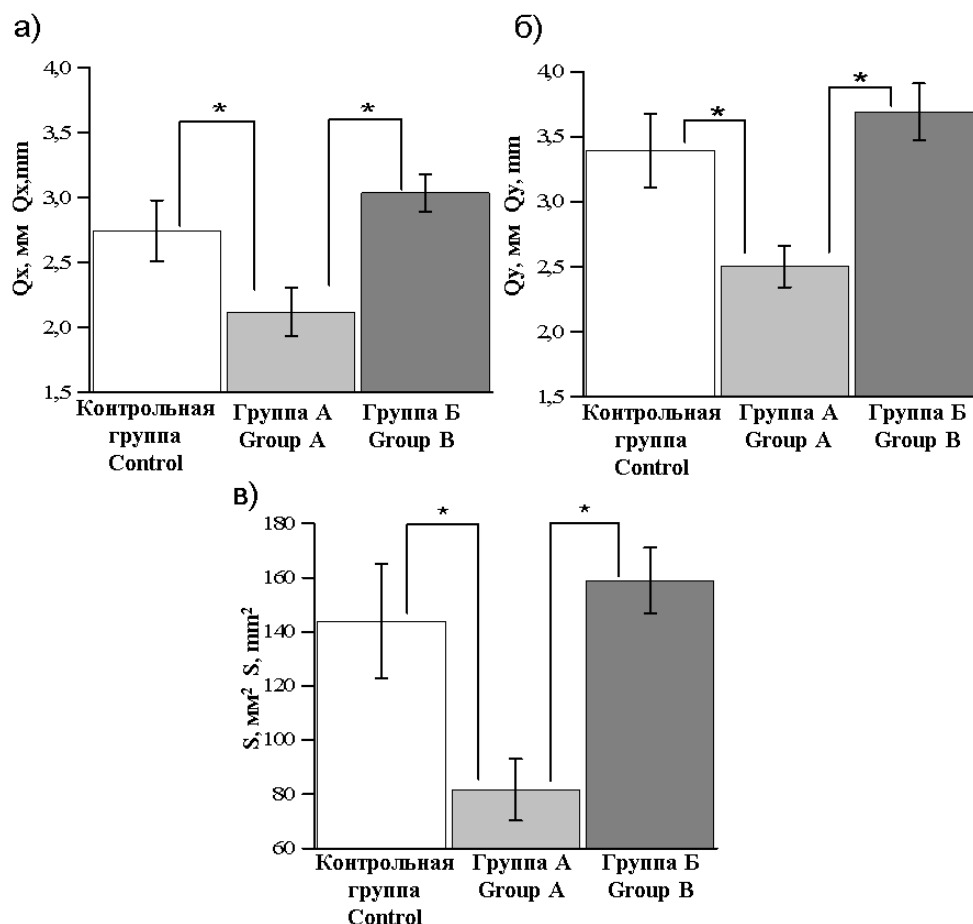 а)
4,0
3,5
3,0
2,5
2,0
1,5
Qx, мм Qx,mm
*
*
Контрольная
группа
Control
Группа А
Group A
Группа Б
Group B
б)
4,0
3,5
3,0
2,5
2,0
1,5
Qy, мм Qy, mm
*
*
Контрольная
группа
Control
Группа А
Group A
Группа Б
Group B
в)
180
160
140
120
100
80
60
S, мм² S, mm²
*
*
Контрольная
группа
Control
Группа А
Group A
Группа Б
Group B